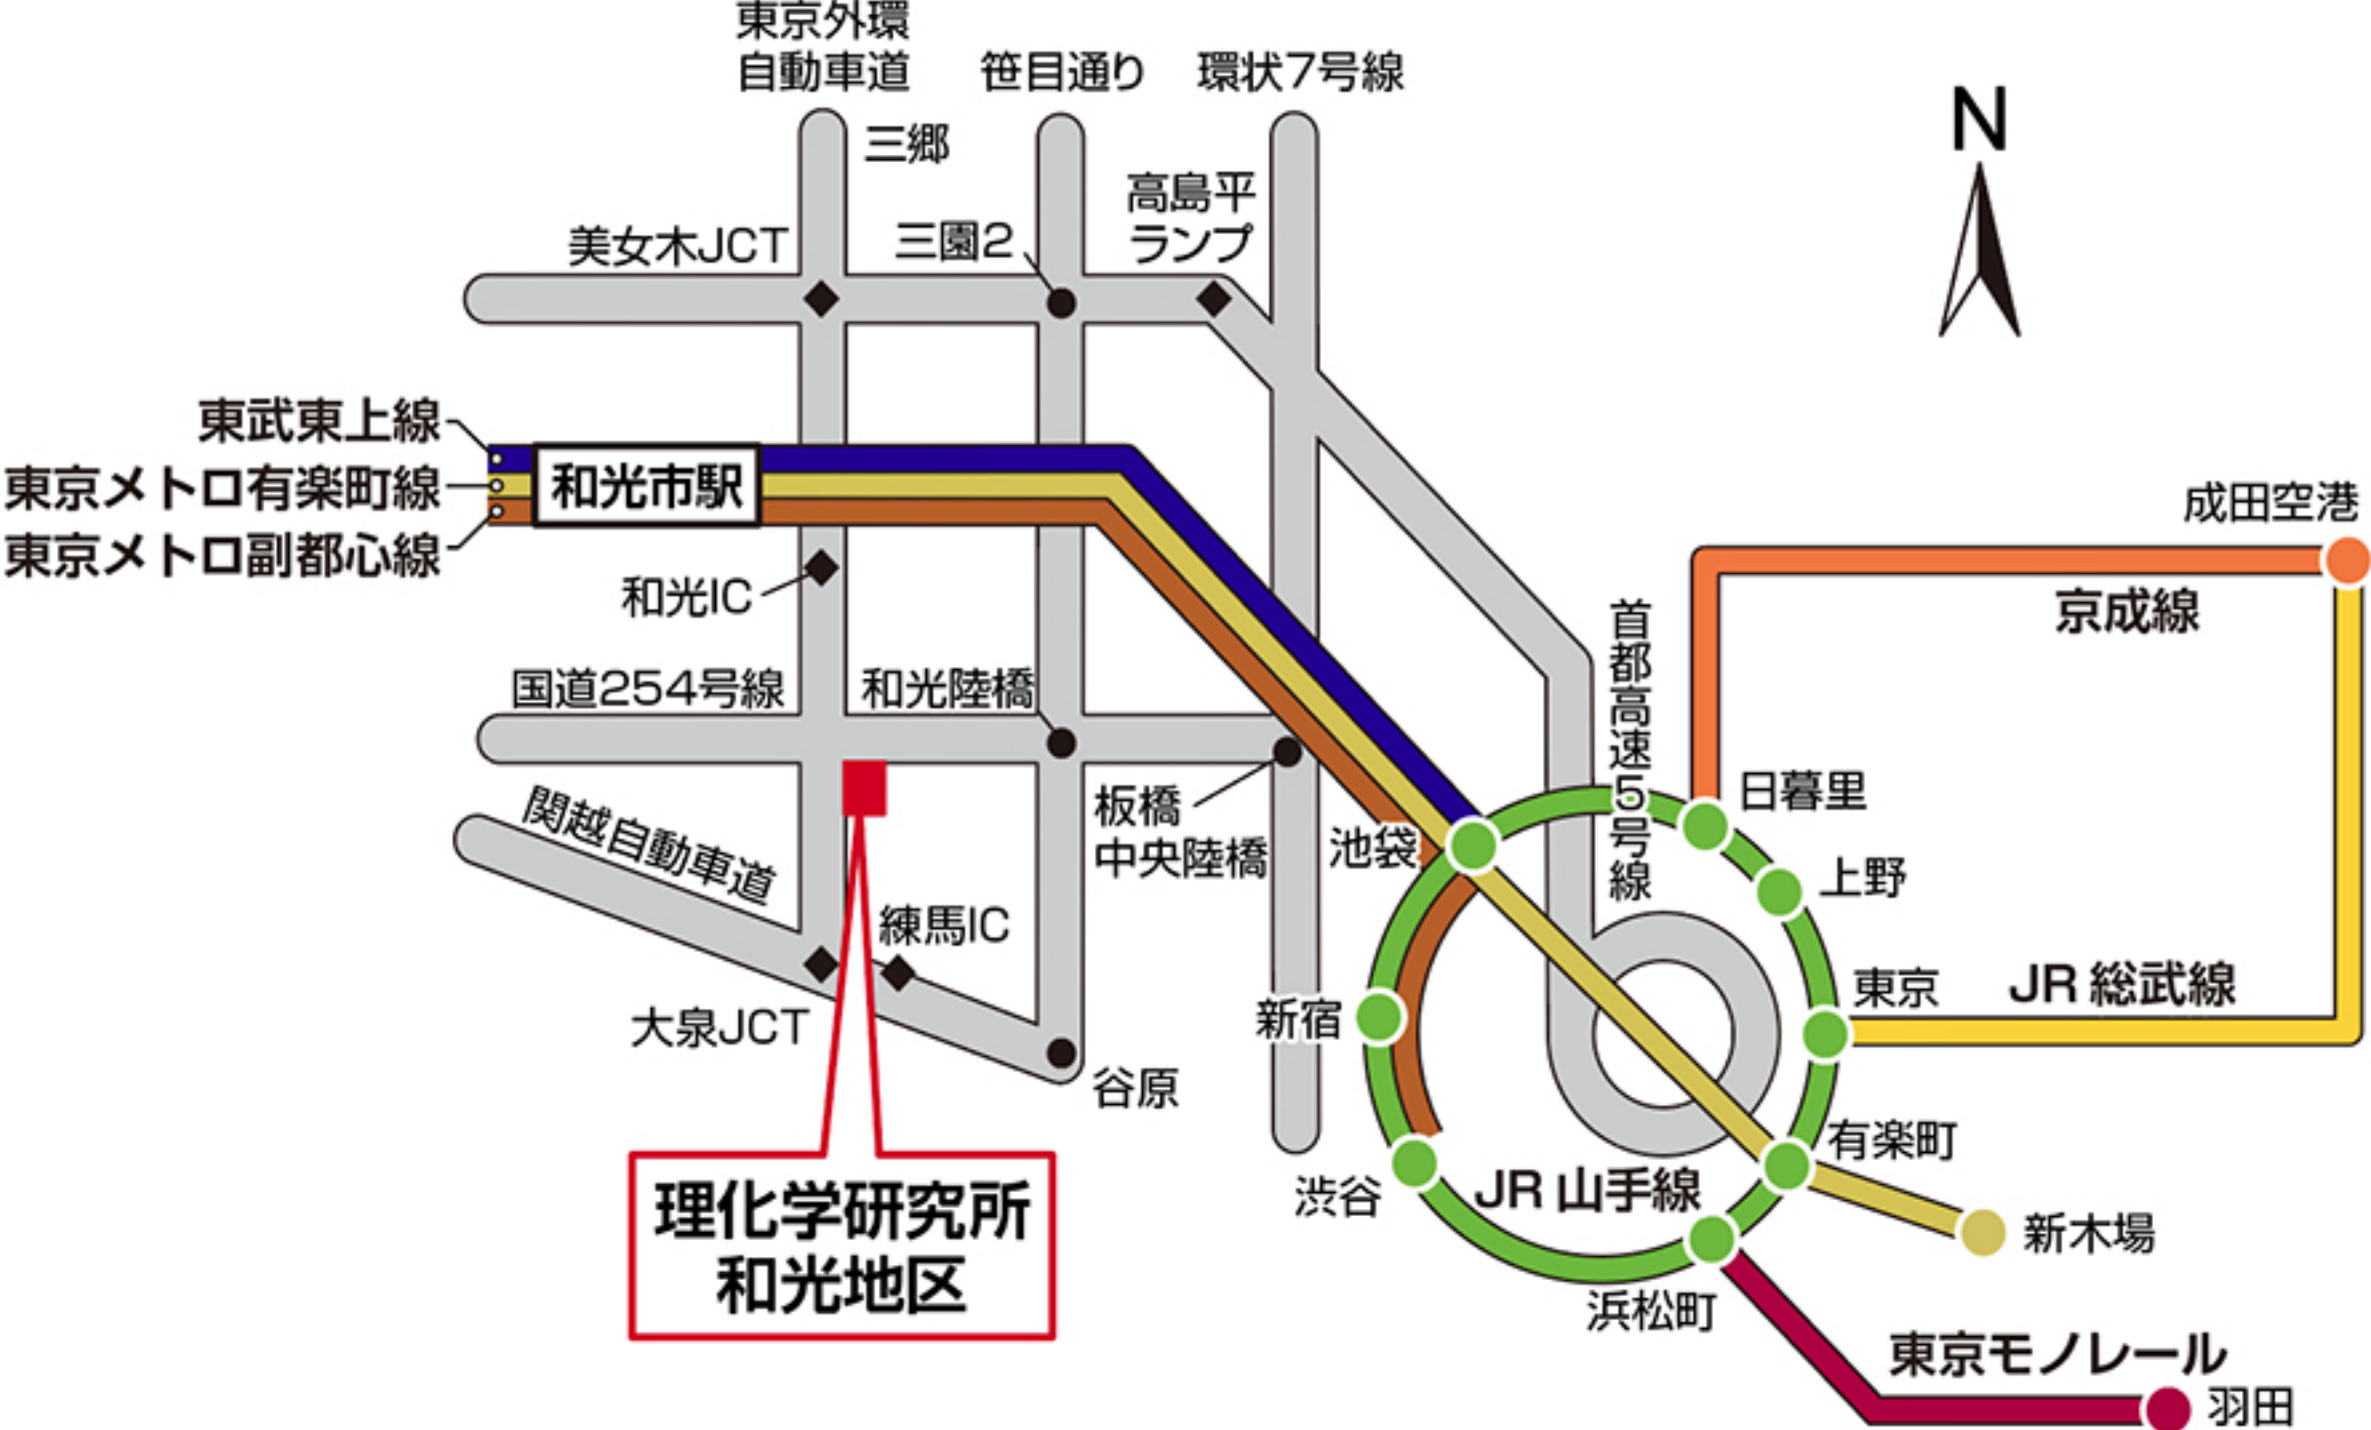 東京外環
自動車道
笹目通り
環状7号線
N
三郷
高島平
ランプ
美女木JCT
三園2
東武東上線
東京メトロ有楽町線
東京メトロ副都心線
和光市駅
成田空港
京成線
和光IC
首都高速5号線
国道254号線
和光陸橋
関越自動車道
板橋
中央陸橋
池袋
日暮里
上野
練馬IC
東京
JR 総武線
新宿
大泉JCT
谷原
有楽町
渋谷
JR 山手線
理化学研究所
和光地区
新木場
浜松町
東京モノレール
羽田